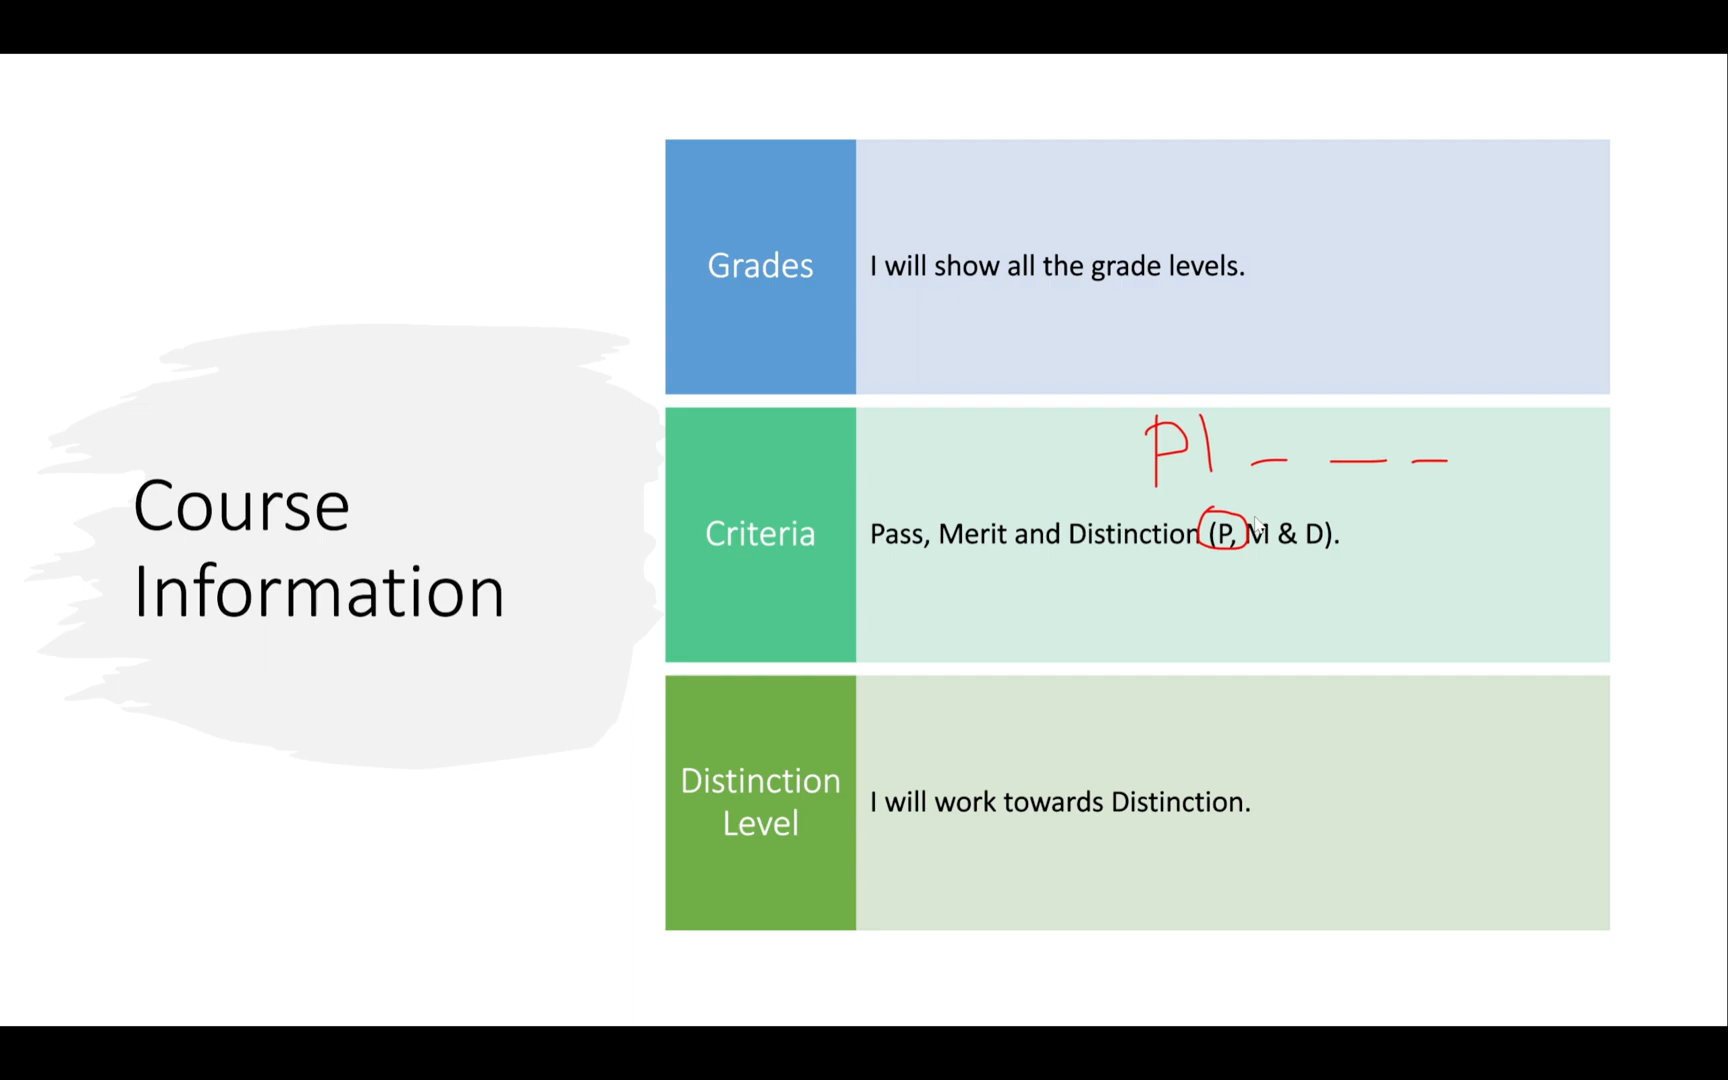 Course
Information
Grades
I will show all the grade levels.
P1 _ _ _
Criteria
Pass, Merit and Distinction (P, M & D).
Distinction
Level
I will work towards Distinction.